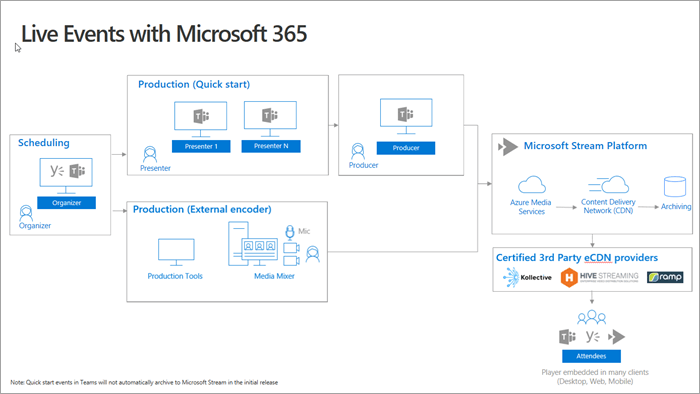 Live Events with Microsoft 365
Production (Quick start)
Scheduling
Presenter 1
Presenter N
Presenter
Producer
Producer
Organizer
Organizer
Microsoft Stream Platform
Azure Media
Services
Content Delivery
Network (CDN)
Archiving
Production (External encoder)
Mic
Production Tools
Media Mixer
Certified 3rd Party eCDN providers
Kollective
HIVE STREAMING
ramp
Attendees
Player embedded in many clients
(Desktop, Web, Mobile)
Note: Quick start events in Teams will not automatically archive to Microsoft Stream in the initial release